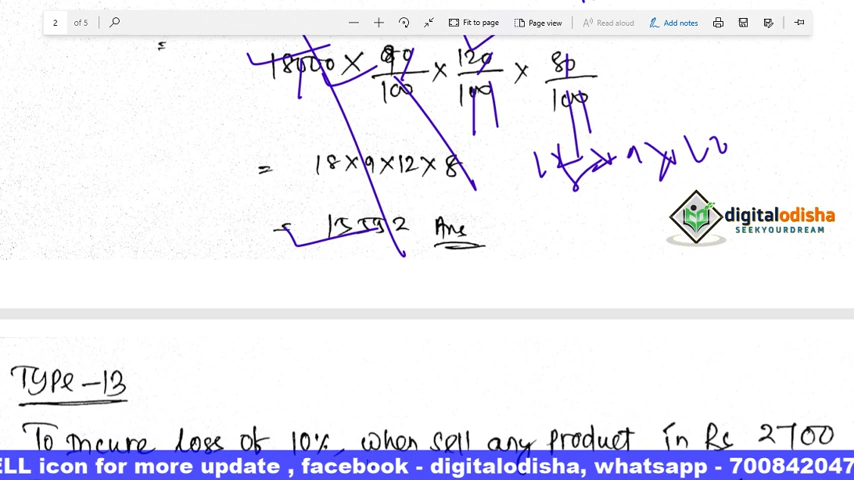 2 of 5 Fit to page Page view Read aloud Add notes
18000 × 90/100 × 120/100 × 80/100
= 18 × 9 × 12 × 8
= 15552 Ans
digitalodisha
SEEKYOURDREAM
TYPE - 13
To Incure loss of 10%, when sell any product in Rs 2700
ELL icon for more update , facebook - digitalodisha, whatsapp - 700842047